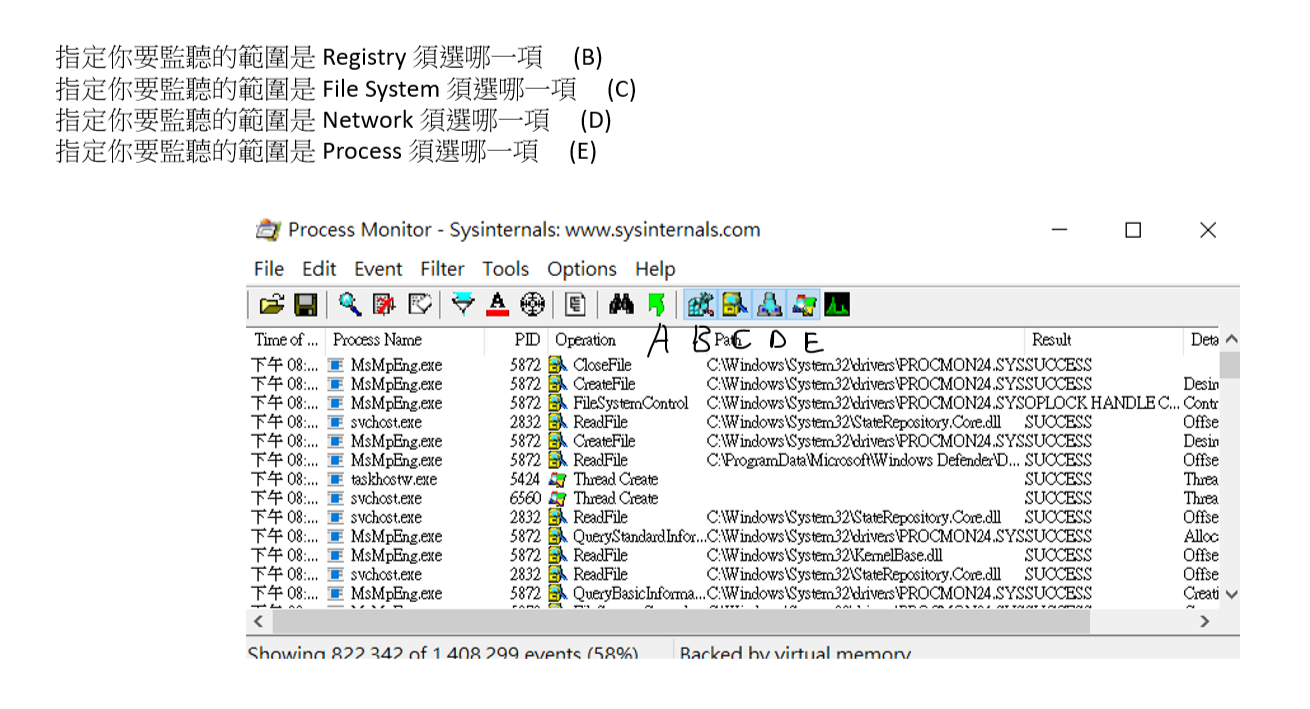 指定你要監聽的範圍是 Registry 須選哪一項 (B)
指定你要監聽的範圍是 File System 須選哪一項 (C)
指定你要監聽的範圍是 Network 須選哪一項 (D)
指定你要監聽的範圍是 Process 須選哪一項 (E)
Process Monitor - Sysinternals: www.sysinternals.com
File Edit Event Filter Tools Options Help
A B C D E
Time of ... Process Name PID Operation Path Result Deta
下午 08:... MsMpEng.exe 5872 CloseFile C:\Windows\System32\drivers\PROCMON24.SYS SUCCESS
下午 08:... MsMpEng.exe 5872 CreateFile C:\Windows\System32\drivers\PROCMON24.SYS SUCCESS Desir
下午 08:... MsMpEng.exe 5872 FileSystemControl C:\Windows\System32\drivers\PROCMON24.SYS OPLOCK HANDLE C... Contr
下午 08:... svchost.exe 2832 ReadFile C:\Windows\System32\StateRepository.Core.dll SUCCESS Offse
下午 08:... MsMpEng.exe 5872 CreateFile C:\Windows\System32\drivers\PROCMON24.SYS SUCCESS Desir
下午 08:... MsMpEng.exe 5872 ReadFile C:\ProgramData\Microsoft\Windows Defender\D... SUCCESS Offse
下午 08:... taskhostw.exe 5424 Thread Create SUCCESS Threa
下午 08:... svchost.exe 6560 Thread Create SUCCESS Threa
下午 08:... svchost.exe 2832 ReadFile C:\Windows\System32\StateRepository.Core.dll SUCCESS Offse
下午 08:... MsMpEng.exe 5872 QueryStandardInfor... C:\Windows\System32\drivers\PROCMON24.SYS SUCCESS Alloc
下午 08:... MsMpEng.exe 5872 ReadFile C:\Windows\System32\KernelBase.dll SUCCESS Offse
下午 08:... svchost.exe 2832 ReadFile C:\Windows\System32\StateRepository.Core.dll SUCCESS Offse
下午 08:... MsMpEng.exe 5872 QueryBasicInforma... C:\Windows\System32\drivers\PROCMON24.SYS SUCCESS Creati
Showing 822,342 of 1,408,299 events (58%) Backed by virtual memory